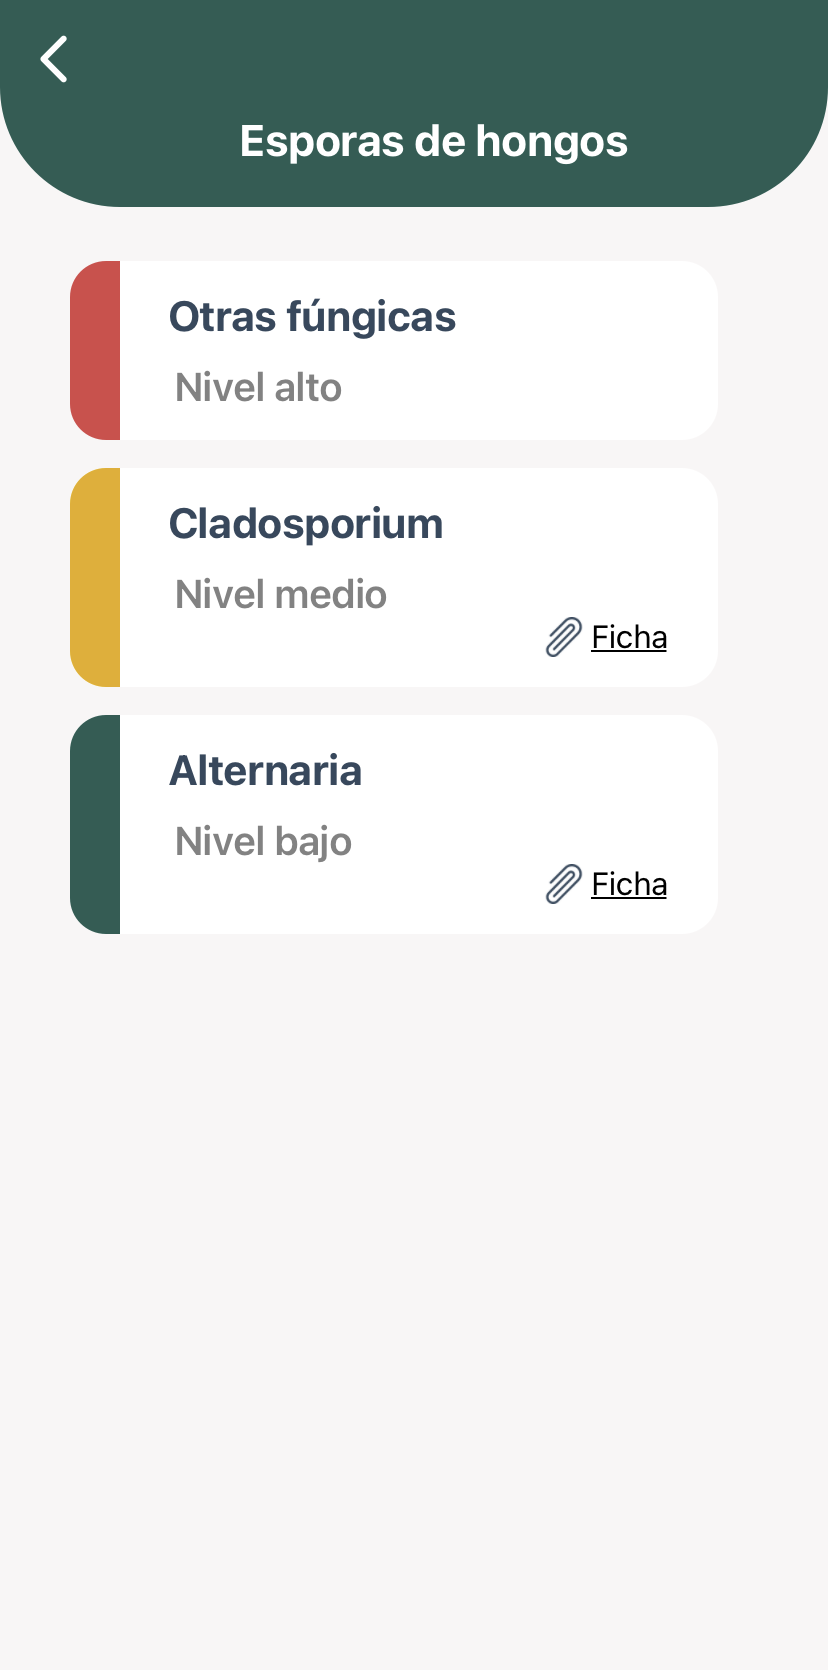 Esporas de hongos
Otras fúngicas
Nivel alto
Cladosporium
Nivel medio
Ficha
Alternaria
Nivel bajo
Ficha